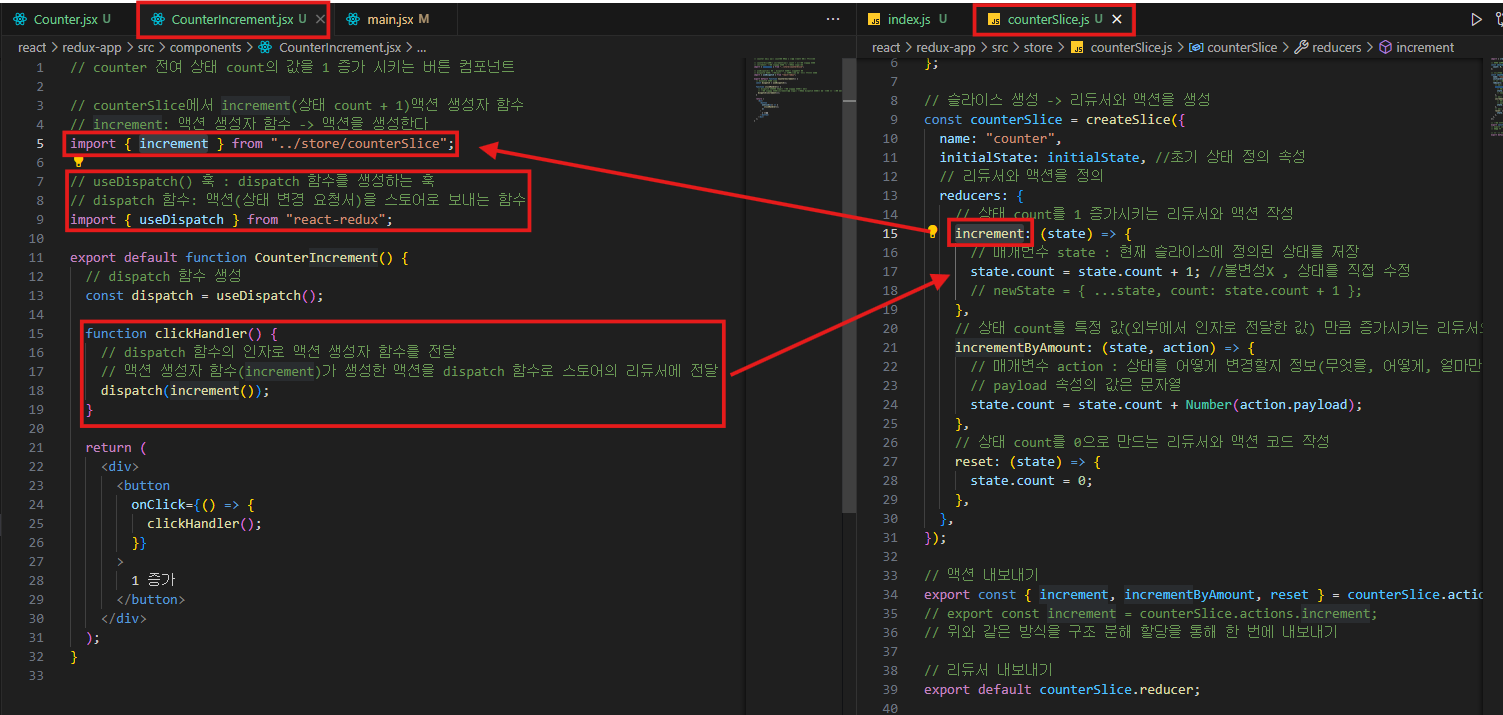 Counter.jsx U
CounterIncrement.jsx U
main.jsx M
react > redux-app > src > components > CounterIncrement.jsx > ...
1 // counter 전여 상태 count의 값을 1 증가 시키는 버튼 컴포넌트
2
3 // counterSlice에서 increment(상태 count + 1)액션 생성자 함수
4 // increment: 액션 생성자 함수 -> 액션을 생성한다
5 import { increment } from "../store/counterSlice";
6
7 // useDispatch() 훅 : dispatch 함수를 생성하는 훅
8 // dispatch 함수: 액션(상태 변경 요청서)을 스토어로 보내는 함수
9 import { useDispatch } from "react-redux";
10
11 export default function CounterIncrement() {
12 // dispatch 함수 생성
13 const dispatch = useDispatch();
14
15 function clickHandler() {
16 // dispatch 함수의 인자로 액션 생성자 함수를 전달
17 // 액션 생성자 함수(increment)가 생성한 액션을 dispatch 함수로 스토어의 리듀서에 전달
18 dispatch(increment());
19 }
20
21 return (
22 <div>
23 <button
24 onClick={() => {
25 clickHandler();
26 }}
27 >
28 1 증가
29 </button>
30 </div>
31 );
32 }
33
index.js U
counterSlice.js U
react > redux-app > src > store > counterSlice.js > counterSlice > reducers > increment
6 };
7
8 // 슬라이스 생성 -> 리듀서와 액션을 생성
9 const counterSlice = createSlice({
10 name: "counter",
11 initialState: initialState, //초기 상태 정의 속성
12 // 리듀서와 액션을 정의
13 reducers: {
14 // 상태 count를 1 증가시키는 리듀서와 액션 작성
15 increment: (state) => {
16 // 매개변수 state : 현재 슬라이스에 정의된 상태를 저장
17 state.count = state.count + 1; //불변성X , 상태를 직접 수정
18 // newState = { ...state, count: state.count + 1 };
19 },
20 // 상태 count를 특정 값(외부에서 인자로 전달한 값) 만큼 증가시키는
21 incrementByAmount: (state, action) => {
22 // 매개변수 action : 상태를 어떻게 변경할지 정보(무엇을, 어떻게, 얼마만
23 // payload 속성의 값은 문자열
24 state.count = state.count + Number(action.payload);
25 },
26 // 상태 count를 0으로 만드는 리듀서와 액션 코드 작성
27 reset: (state) => {
28 state.count = 0;
29 },
30 },
31 });
32
33 // 액션 내보내기
34 export const { increment, incrementByAmount, reset } = counterSlice.actio
35 // export const increment = counterSlice.actions.increment;
36 // 위와 같은 방식을 구조 분해 할당을 통해 한 번에 내보내기
37
38 // 리듀서 내보내기
39 export default counterSlice.reducer;
40